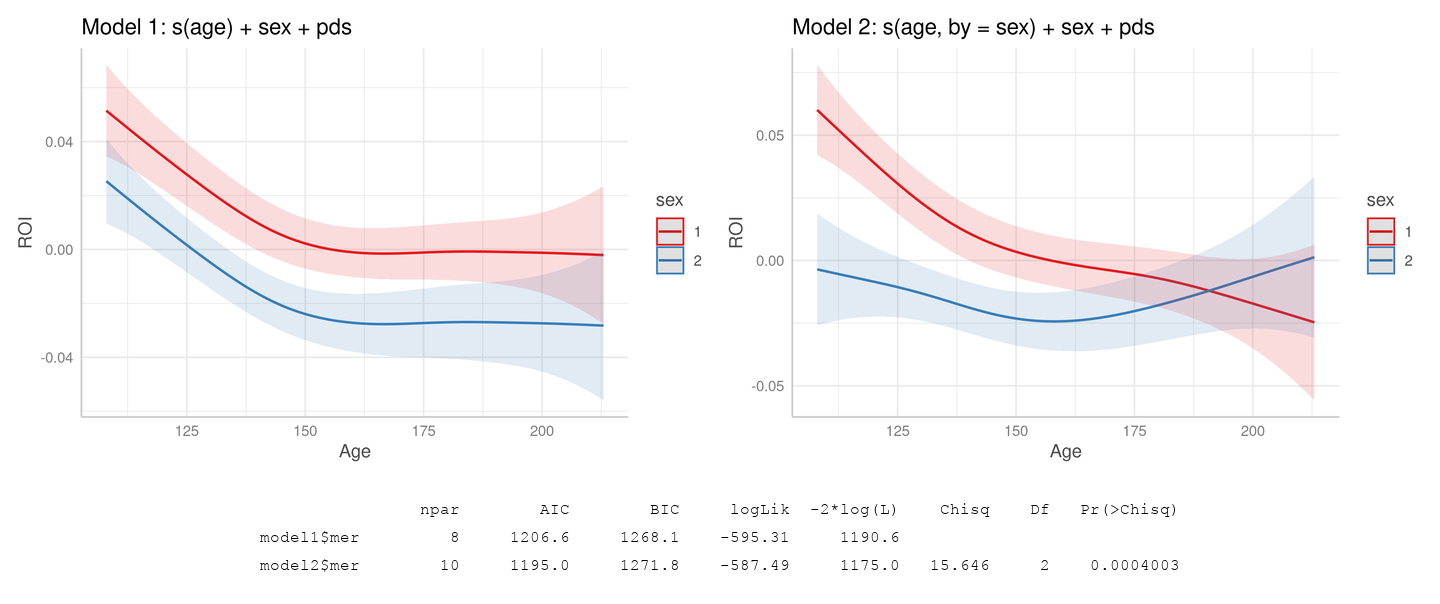 Model 1: s(age) + sex + pds
ROI
0.04
0.00
-0.04
125 150 175 200
Age
sex
1
2
Model 2: s(age, by = sex) + sex + pds
ROI
0.05
0.00
-0.05
125 150 175 200
Age
sex
1
2
npar AIC BIC logLik -2*log(L) Chisq Df Pr(>Chisq)
model1$mer 8 1206.6 1268.1 -595.31 1190.6
model2$mer 10 1195.0 1271.8 -587.49 1175.0 15.646 2 0.0004003